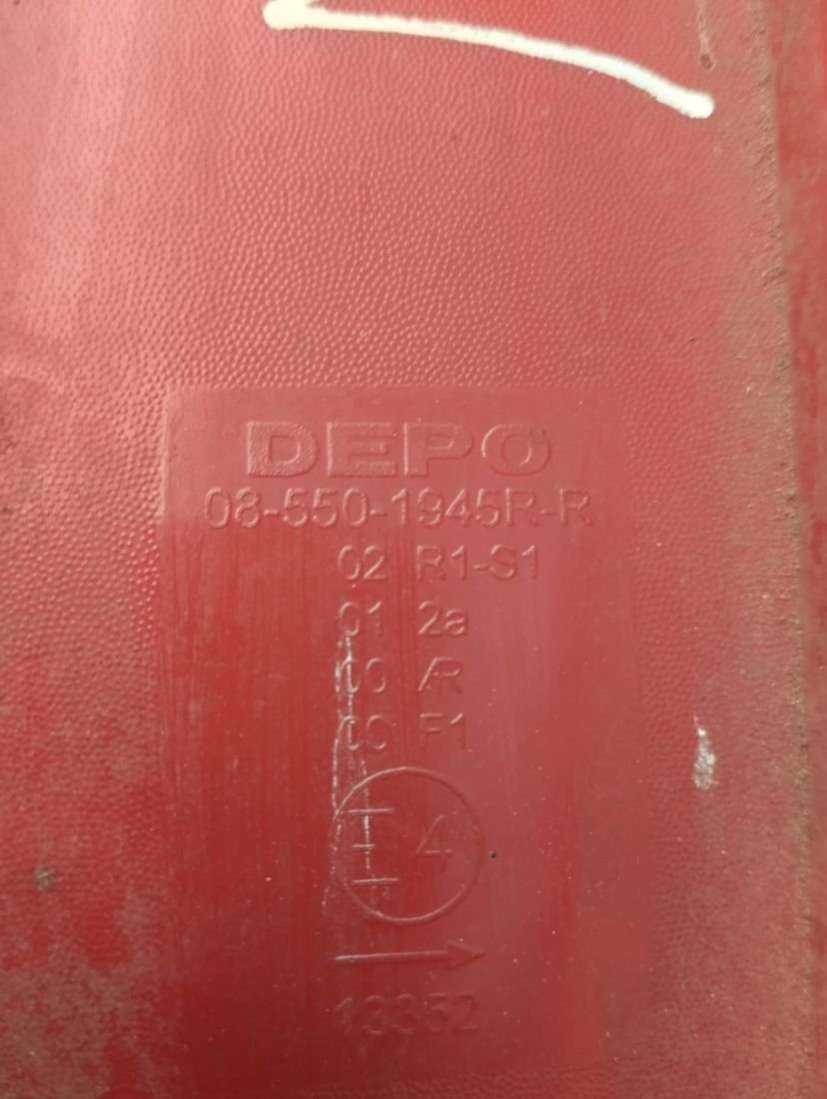 DEPO
08-550-1945R-R
02 R1-S1
01 2a
00 AR
00 F1
E4
→
13352